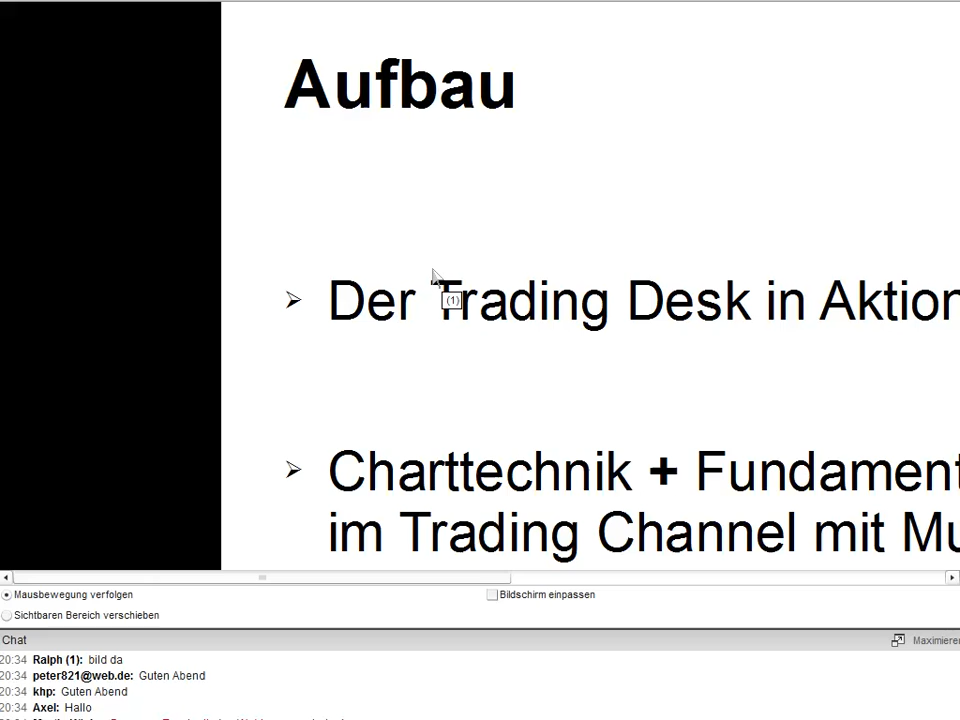 Aufbau
Der Trading Desk in Aktion
(1)
Charttechnik + Fundament
im Trading Channel mit Mu
Mausbewegung verfolgen
Bildschirm einpassen
Sichtbaren Bereich verschieben
Chat
Maximieren
20:34 Ralph (1): bild da
20:34 peter821@web.de: Guten Abend
20:34 khp: Guten Abend
20:34 Axel: Hallo